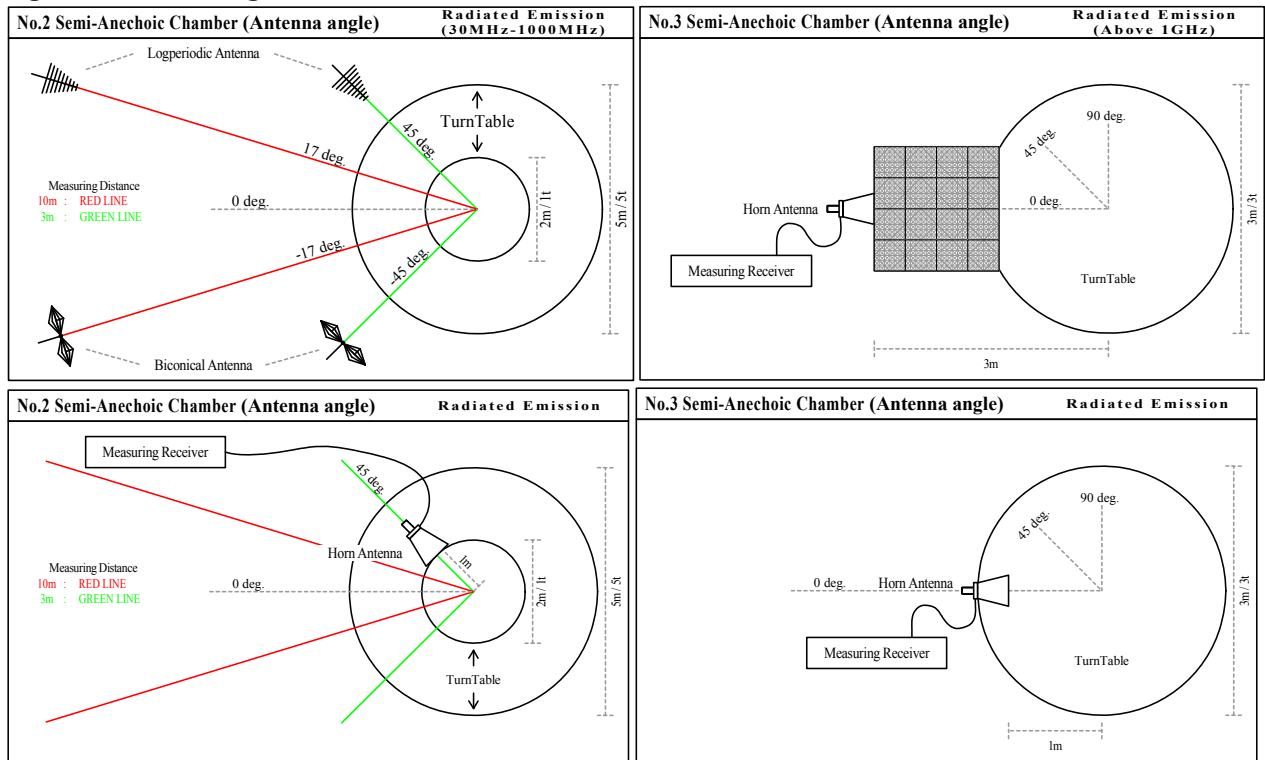 No.2 Semi-Anechoic Chamber (Antenna angle)
Radiated Emission
(30MHz-1000MHz)
Logperiodic Antenna
TurnTable
45 deg.
17 deg.
Measuring Distance
10m : RED LINE
3m : GREEN LINE
0 deg.
2m / 1t
5m / 5t
-17 deg.
-45 deg.
Biconical Antenna
No.3 Semi-Anechoic Chamber (Antenna angle)
Radiated Emission
(Above 1GHz)
90 deg.
45 deg.
Horn Antenna
0 deg.
3m / 3t
Measuring Receiver
TurnTable
3m
No.2 Semi-Anechoic Chamber (Antenna angle)
Radiated Emission
Measuring Receiver
45 deg.
Horn Antenna
1m
Measuring Distance
10m : RED LINE
3m : GREEN LINE
0 deg.
2m / 1t
5m / 5t
TurnTable
No.3 Semi-Anechoic Chamber (Antenna angle)
Radiated Emission
90 deg.
45 deg.
0 deg.
Horn Antenna
3m / 3t
Measuring Receiver
TurnTable
1m